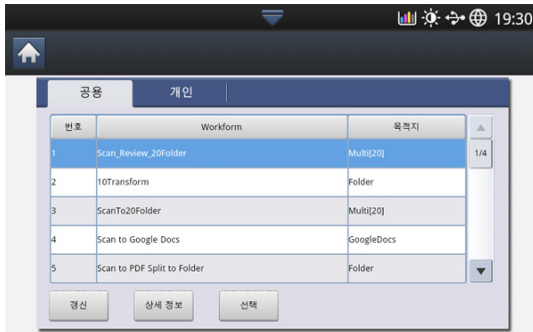 19:30
공용 개인
번호 Workform 목적지
1 Scan_Review_20Folder Multi[20]
1/4
2 10Transform Folder
3 ScanTo20Folder Multi[20]
4 Scan to Google Docs GoogleDocs
5 Scan to PDF Split to Folder Folder
갱신 상세 정보 선택